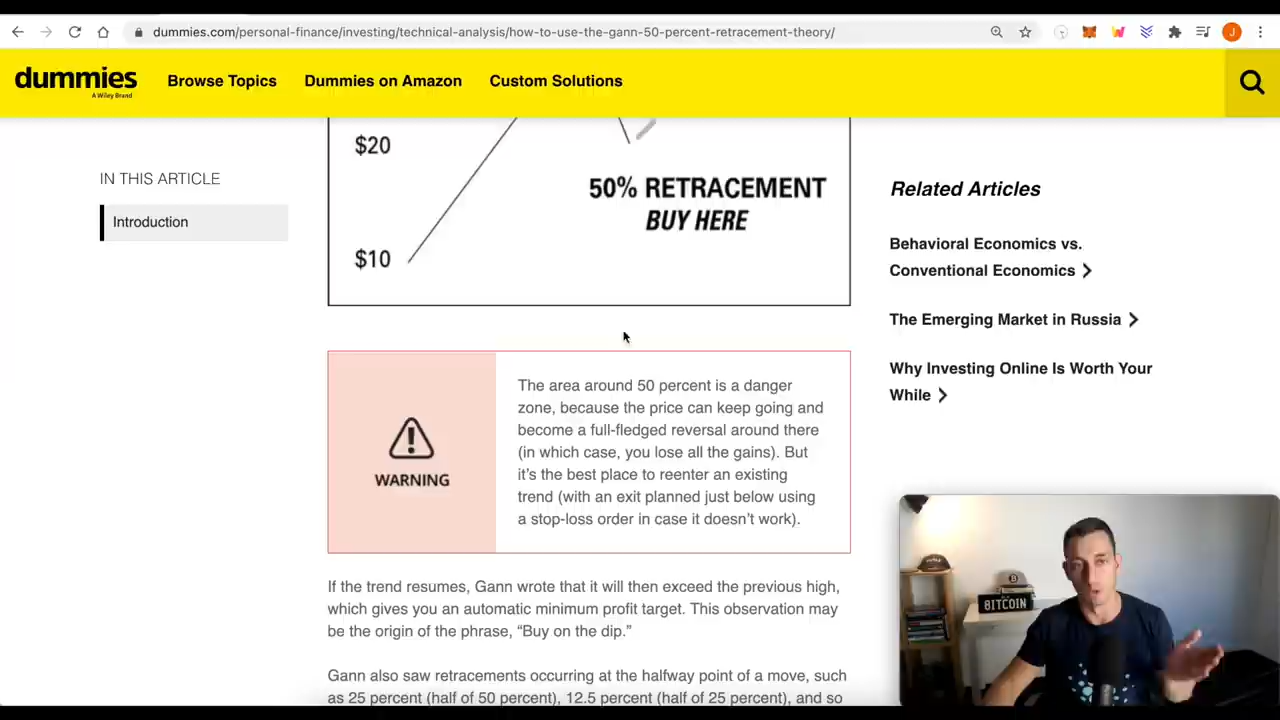 dummies.com/personal-finance/investing/technical-analysis/how-to-use-the-gann-50-percent-retracement-theory/
J
dummies
A Wiley Brand
Browse Topics
Dummies on Amazon
Custom Solutions
IN THIS ARTICLE
Introduction
$20
50% RETRACEMENT
BUY HERE
$10
WARNING
The area around 50 percent is a danger
zone, because the price can keep going and
become a full-fledged reversal around there
(in which case, you lose all the gains). But
it’s the best place to reenter an existing
trend (with an exit planned just below using
a stop-loss order in case it doesn’t work).
If the trend resumes, Gann wrote that it will then exceed the previous high,
which gives you an automatic minimum profit target. This observation may
be the origin of the phrase, “Buy on the dip.”
Gann also saw retracements occurring at the halfway point of a move, such
as 25 percent (half of 50 percent), 12.5 percent (half of 25 percent), and so
Related Articles
Behavioral Economics vs.
Conventional Economics
The Emerging Market in Russia
Why Investing Online Is Worth Your
While
BITCOIN